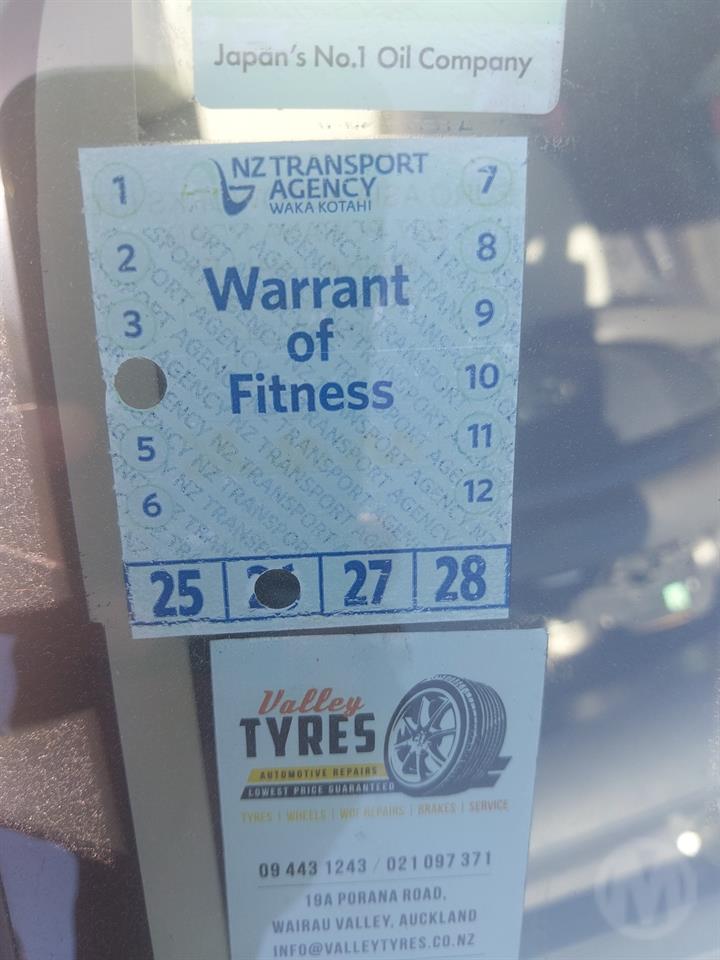 Japan's No.1 Oil Company
NZ TRANSPORT
AGENCY
WAKA KOTAHI
Warrant
of
Fitness
1
2
3
5
6
7
8
9
10
11
12
25
27
28
Valley
TYRES
AUTOMOTIVE REPAIRS
LOWEST PRICE GUARANTEED
TYRES | WHEELS | WOF REPAIRS | BRAKES | SERVICE
09 443 1243 / 021 097 371
19A PORANA ROAD,
WAIRAU VALLEY, AUCKLAND
INFO@VALLEYTYRES.CO.NZ
M